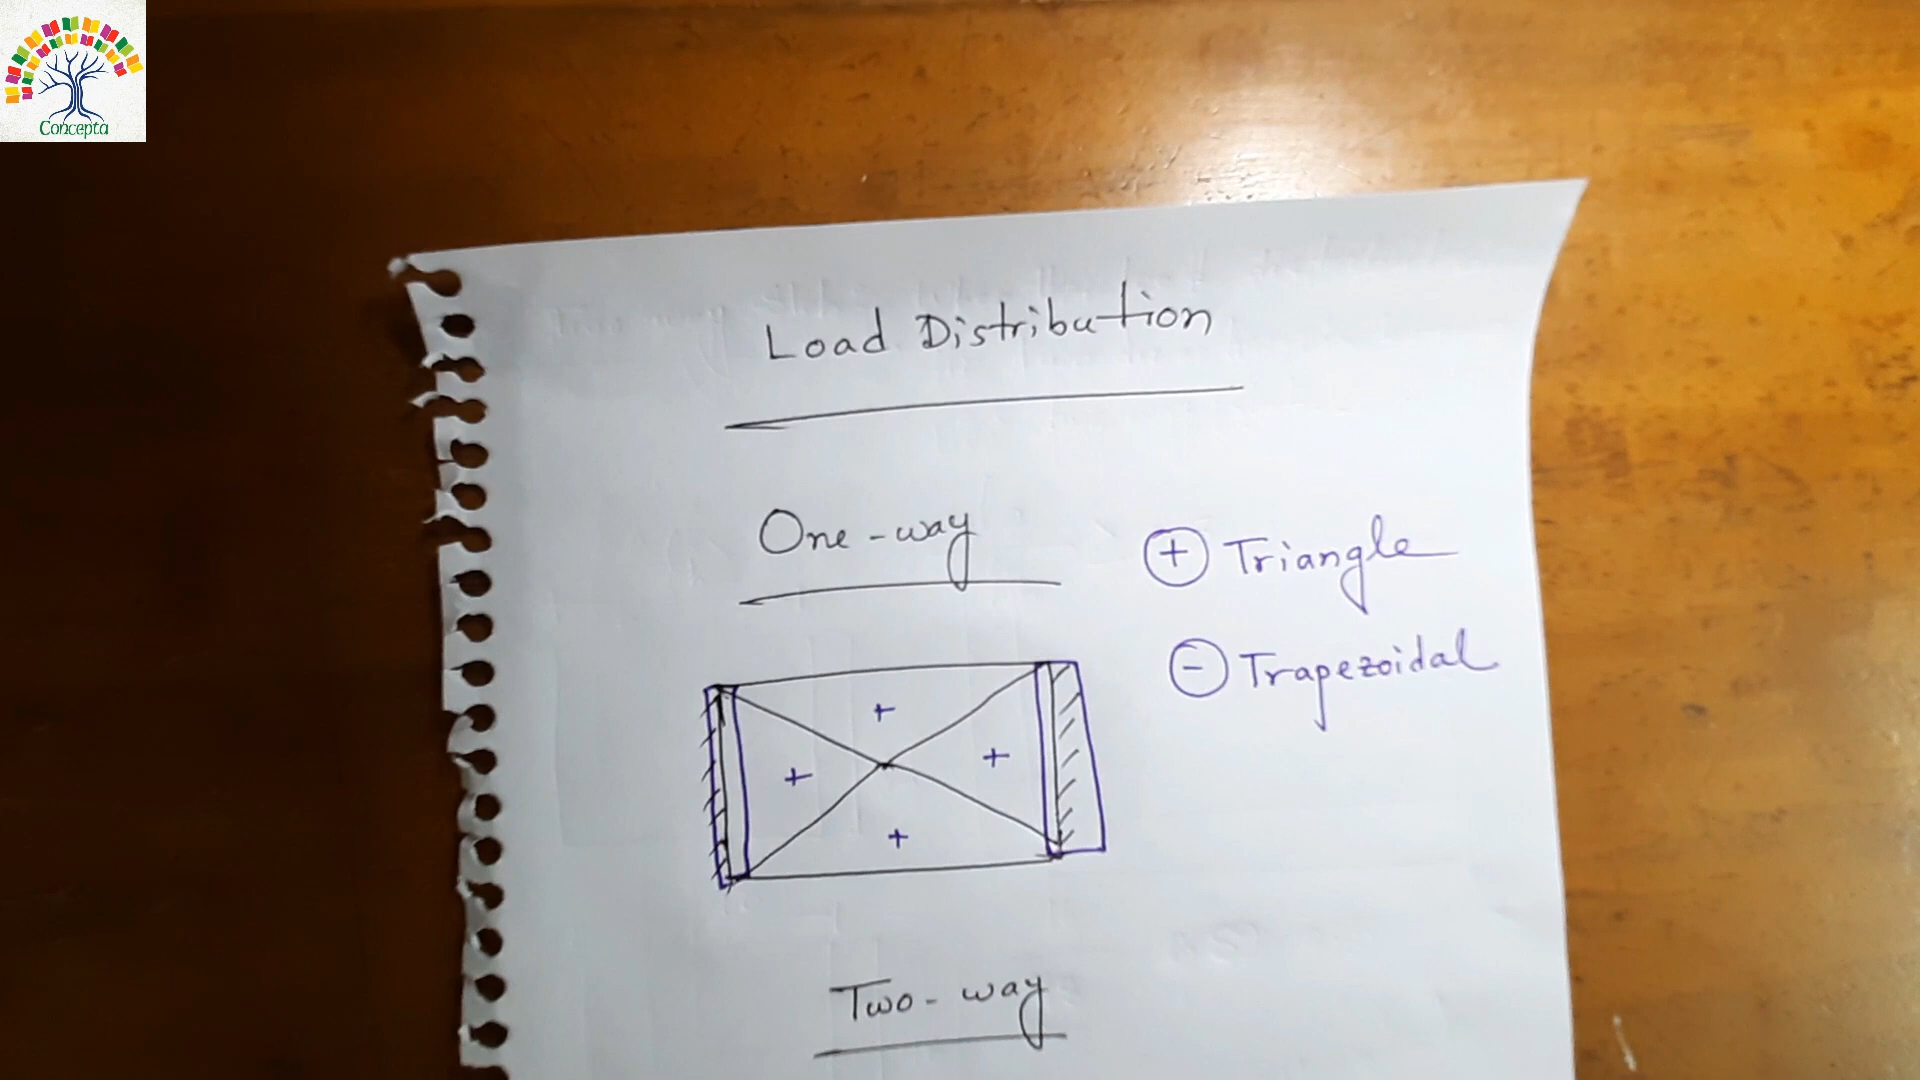 Concepta
Load Distribution
One-way
+ Triangle
- Trapezoidal
+
+
+
+
Two-way